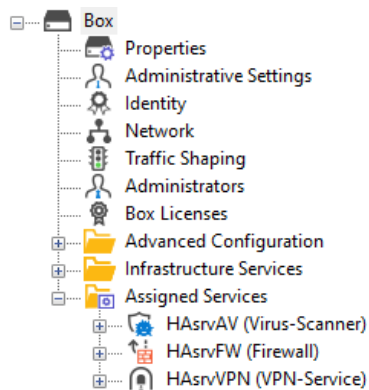 Box
Properties
Administrative Settings
Identity
Network
Traffic Shaping
Administrators
Box Licenses
Advanced Configuration
Infrastructure Services
Assigned Services
HAsrvAV (Virus-Scanner)
HAsrvFW (Firewall)
HAsrvVPN (VPN-Service)